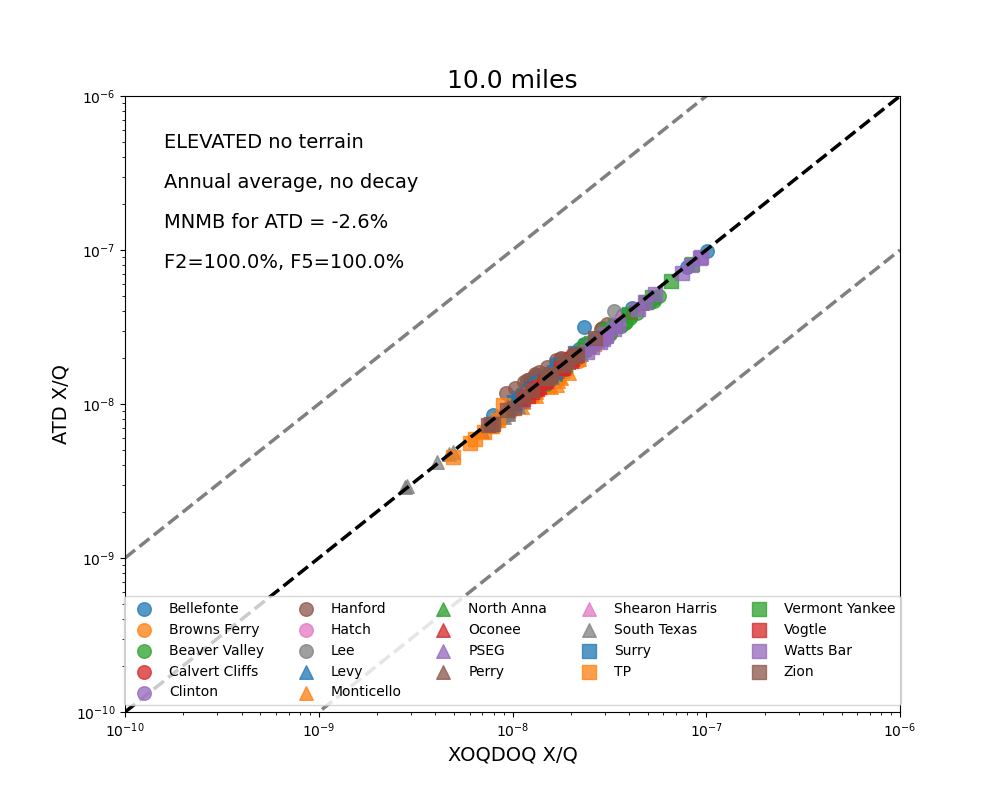 10.0 miles
ELEVATED no terrain
Annual average, no decay
MNMB for ATD = -2.6%
F2=100.0%, F5=100.0%
ATD X/Q
10⁻⁶
10⁻⁷
10⁻⁸
10⁻⁹
10⁻¹⁰
Bellefonte Hanford North Anna Shearon Harris Vermont Yankee
Browns Ferry Hatch Oconee South Texas Vogtle
Beaver Valley Lee PSEG Surry Watts Bar
Calvert Cliffs Levy Perry TP Zion
Clinton Monticello
10⁻¹⁰ 10⁻⁹ 10⁻⁸ 10⁻⁷ 10⁻⁶
XOQDOQ X/Q